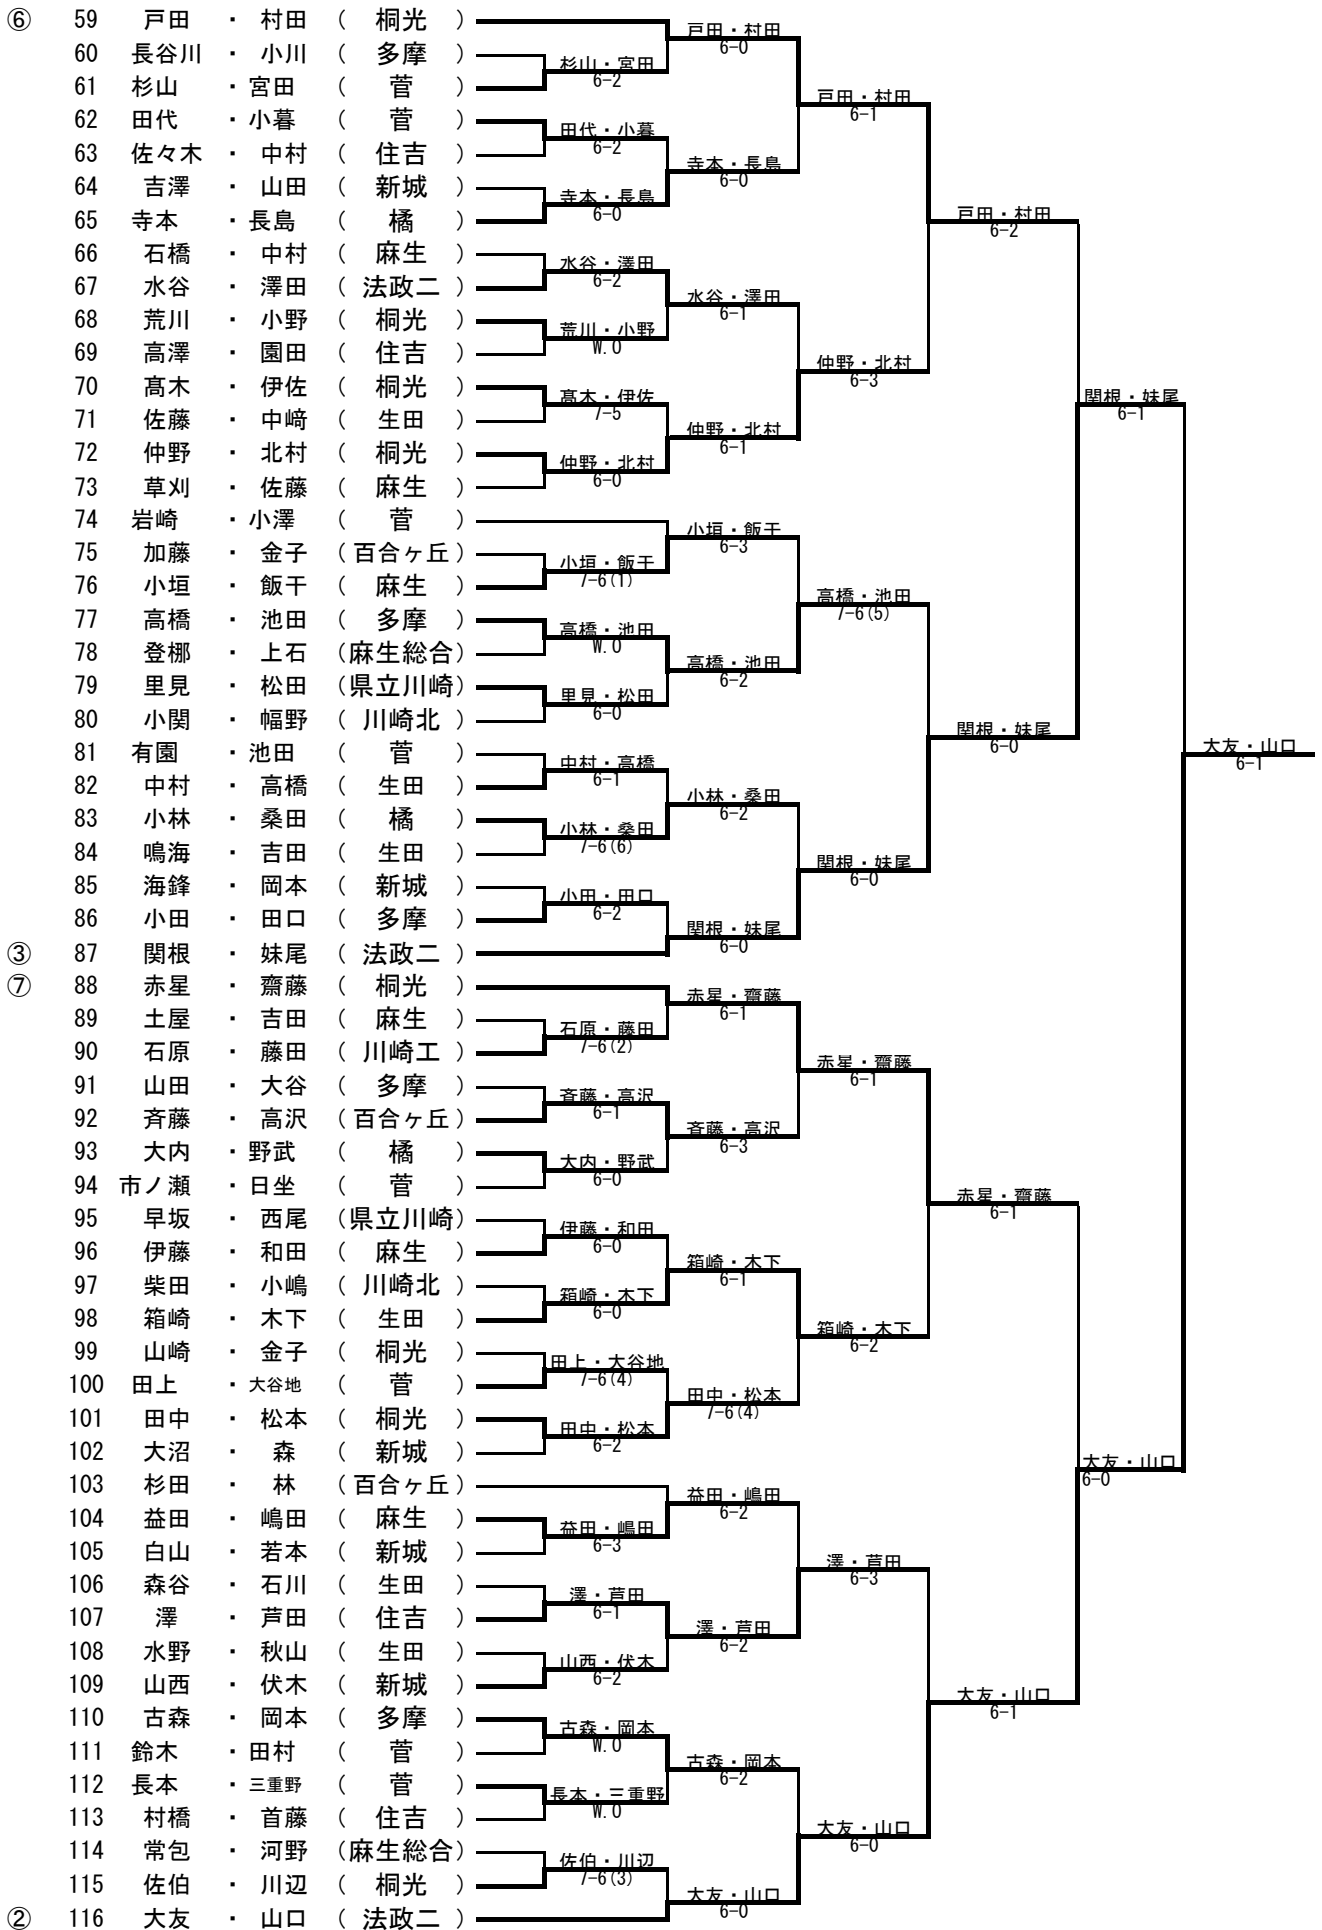 ⑥ 59 戸田 ・ 村田 ( 桐光 )
60 長谷川 ・ 小川 ( 多摩 )
61 杉山 ・ 宮田 ( 菅 )
62 田代 ・ 小暮 ( 菅 )
63 佐々木 ・ 中村 ( 住吉 )
64 吉澤 ・ 山田 ( 新城 )
65 寺本 ・ 長島 ( 橘 )
66 石橋 ・ 中村 ( 麻生 )
67 水谷 ・ 澤田 ( 法政二 )
68 荒川 ・ 小野 ( 桐光 )
69 高澤 ・ 園田 ( 住吉 )
70 髙木 ・ 伊佐 ( 桐光 )
71 佐藤 ・ 中﨑 ( 生田 )
72 仲野 ・ 北村 ( 桐光 )
73 草刈 ・ 佐藤 ( 麻生 )
74 岩崎 ・ 小澤 ( 菅 )
75 加藤 ・ 金子 ( 百合ヶ丘 )
76 小垣 ・ 飯干 ( 麻生 )
77 高橋 ・ 池田 ( 多摩 )
78 登梛 ・ 上石 ( 麻生総合 )
79 里見 ・ 松田 ( 県立川崎 )
80 小関 ・ 幅野 ( 川崎北 )
81 有園 ・ 池田 ( 菅 )
82 中村 ・ 高橋 ( 生田 )
83 小林 ・ 桑田 ( 橘 )
84 鳴海 ・ 吉田 ( 生田 )
85 海鋒 ・ 岡本 ( 新城 )
86 小田 ・ 田口 ( 多摩 )
③ 87 関根 ・ 妹尾 ( 法政二 )
⑦ 88 赤星 ・ 齋藤 ( 桐光 )
89 土屋 ・ 吉田 ( 麻生 )
90 石原 ・ 藤田 ( 川崎工 )
91 山田 ・ 大谷 ( 多摩 )
92 斉藤 ・ 高沢 ( 百合ヶ丘 )
93 大内 ・ 野武 ( 橘 )
94 市ノ瀬 ・ 日坐 ( 菅 )
95 早坂 ・ 西尾 ( 県立川崎 )
96 伊藤 ・ 和田 ( 麻生 )
97 柴田 ・ 小嶋 ( 川崎北 )
98 箱崎 ・ 木下 ( 生田 )
99 山崎 ・ 金子 ( 桐光 )
100 田上 ・ 大谷地 ( 菅 )
101 田中 ・ 松本 ( 桐光 )
102 大沼 ・ 森 ( 新城 )
103 杉田 ・ 林 ( 百合ヶ丘 )
104 益田 ・ 嶋田 ( 麻生 )
105 白山 ・ 若本 ( 新城 )
106 森谷 ・ 石川 ( 生田 )
107 澤 ・ 芦田 ( 住吉 )
108 水野 ・ 秋山 ( 生田 )
109 山西 ・ 伏木 ( 新城 )
110 古森 ・ 岡本 ( 多摩 )
111 鈴木 ・ 田村 ( 菅 )
112 長本 ・ 三重野 ( 菅 )
113 村橋 ・ 首藤 ( 住吉 )
114 常包 ・ 河野 ( 麻生総合 )
115 佐伯 ・ 川辺 ( 桐光 )
② 116 大友 ・ 山口 ( 法政二 )
杉山・宮田
6-2
田代・小暮
6-2
寺本・長島
6-0
水谷・澤田
6-2
荒川・小野
W.O
髙木・伊佐
7-5
仲野・北村
6-0
小垣・飯干
7-6(1)
高橋・池田
W.O
里見・松田
6-0
中村・高橋
6-1
小林・桑田
7-6(6)
小田・田口
6-2
石原・藤田
7-6(2)
斉藤・高沢
6-1
大内・野武
6-0
伊藤・和田
6-0
箱崎・木下
6-0
田上・大谷地
7-6(4)
田中・松本
6-2
益田・嶋田
6-3
澤・芦田
6-1
山西・伏木
6-2
古森・岡本
W.O
長本・三重野
W.O
佐伯・川辺
7-6(3)
戸田・村田
6-0
寺本・長島
6-0
水谷・澤田
6-1
仲野・北村
6-1
小垣・飯干
6-3
高橋・池田
6-2
小林・桑田
6-2
関根・妹尾
6-0
赤星・齋藤
6-1
斉藤・高沢
6-3
箱崎・木下
6-1
田中・松本
7-6(4)
益田・嶋田
6-2
澤・芦田
6-2
古森・岡本
6-2
大友・山口
6-0
戸田・村田
6-1
仲野・北村
6-3
高橋・池田
7-6(5)
関根・妹尾
6-0
赤星・齋藤
6-1
箱崎・木下
6-2
澤・芦田
6-3
大友・山口
6-0
戸田・村田
6-2
関根・妹尾
6-0
赤星・齋藤
6-1
大友・山口
6-1
関根・妹尾
6-1
大友・山口
6-0
大友・山口
6-1